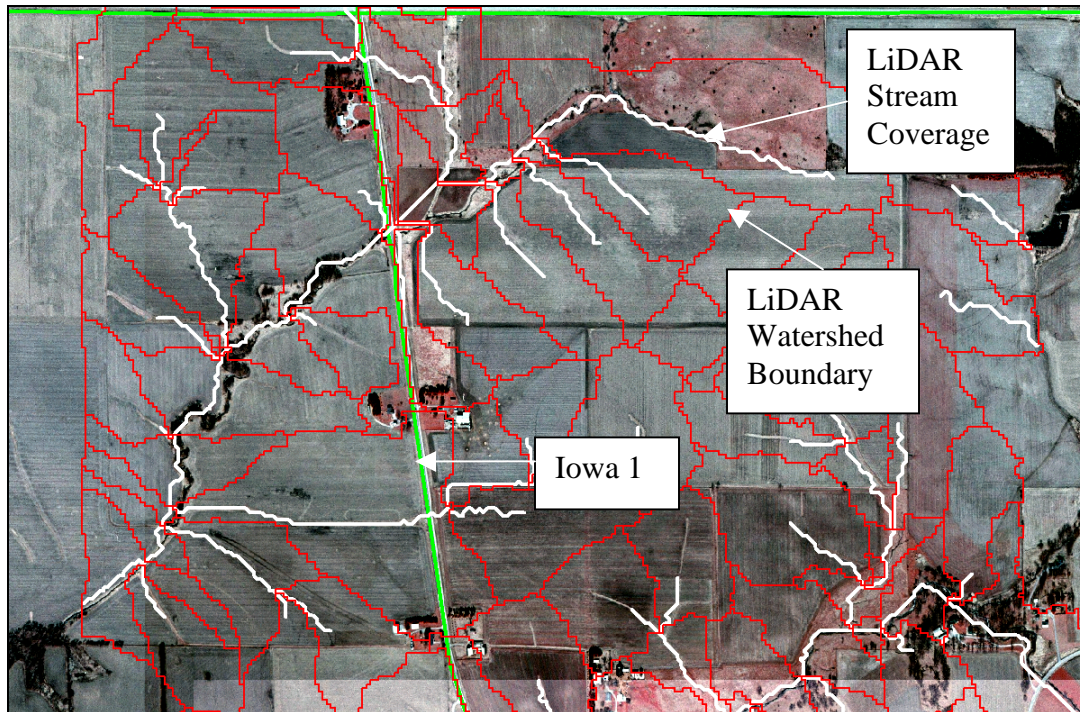 LiDAR
Stream
Coverage
LiDAR
Watershed
Boundary
Iowa 1